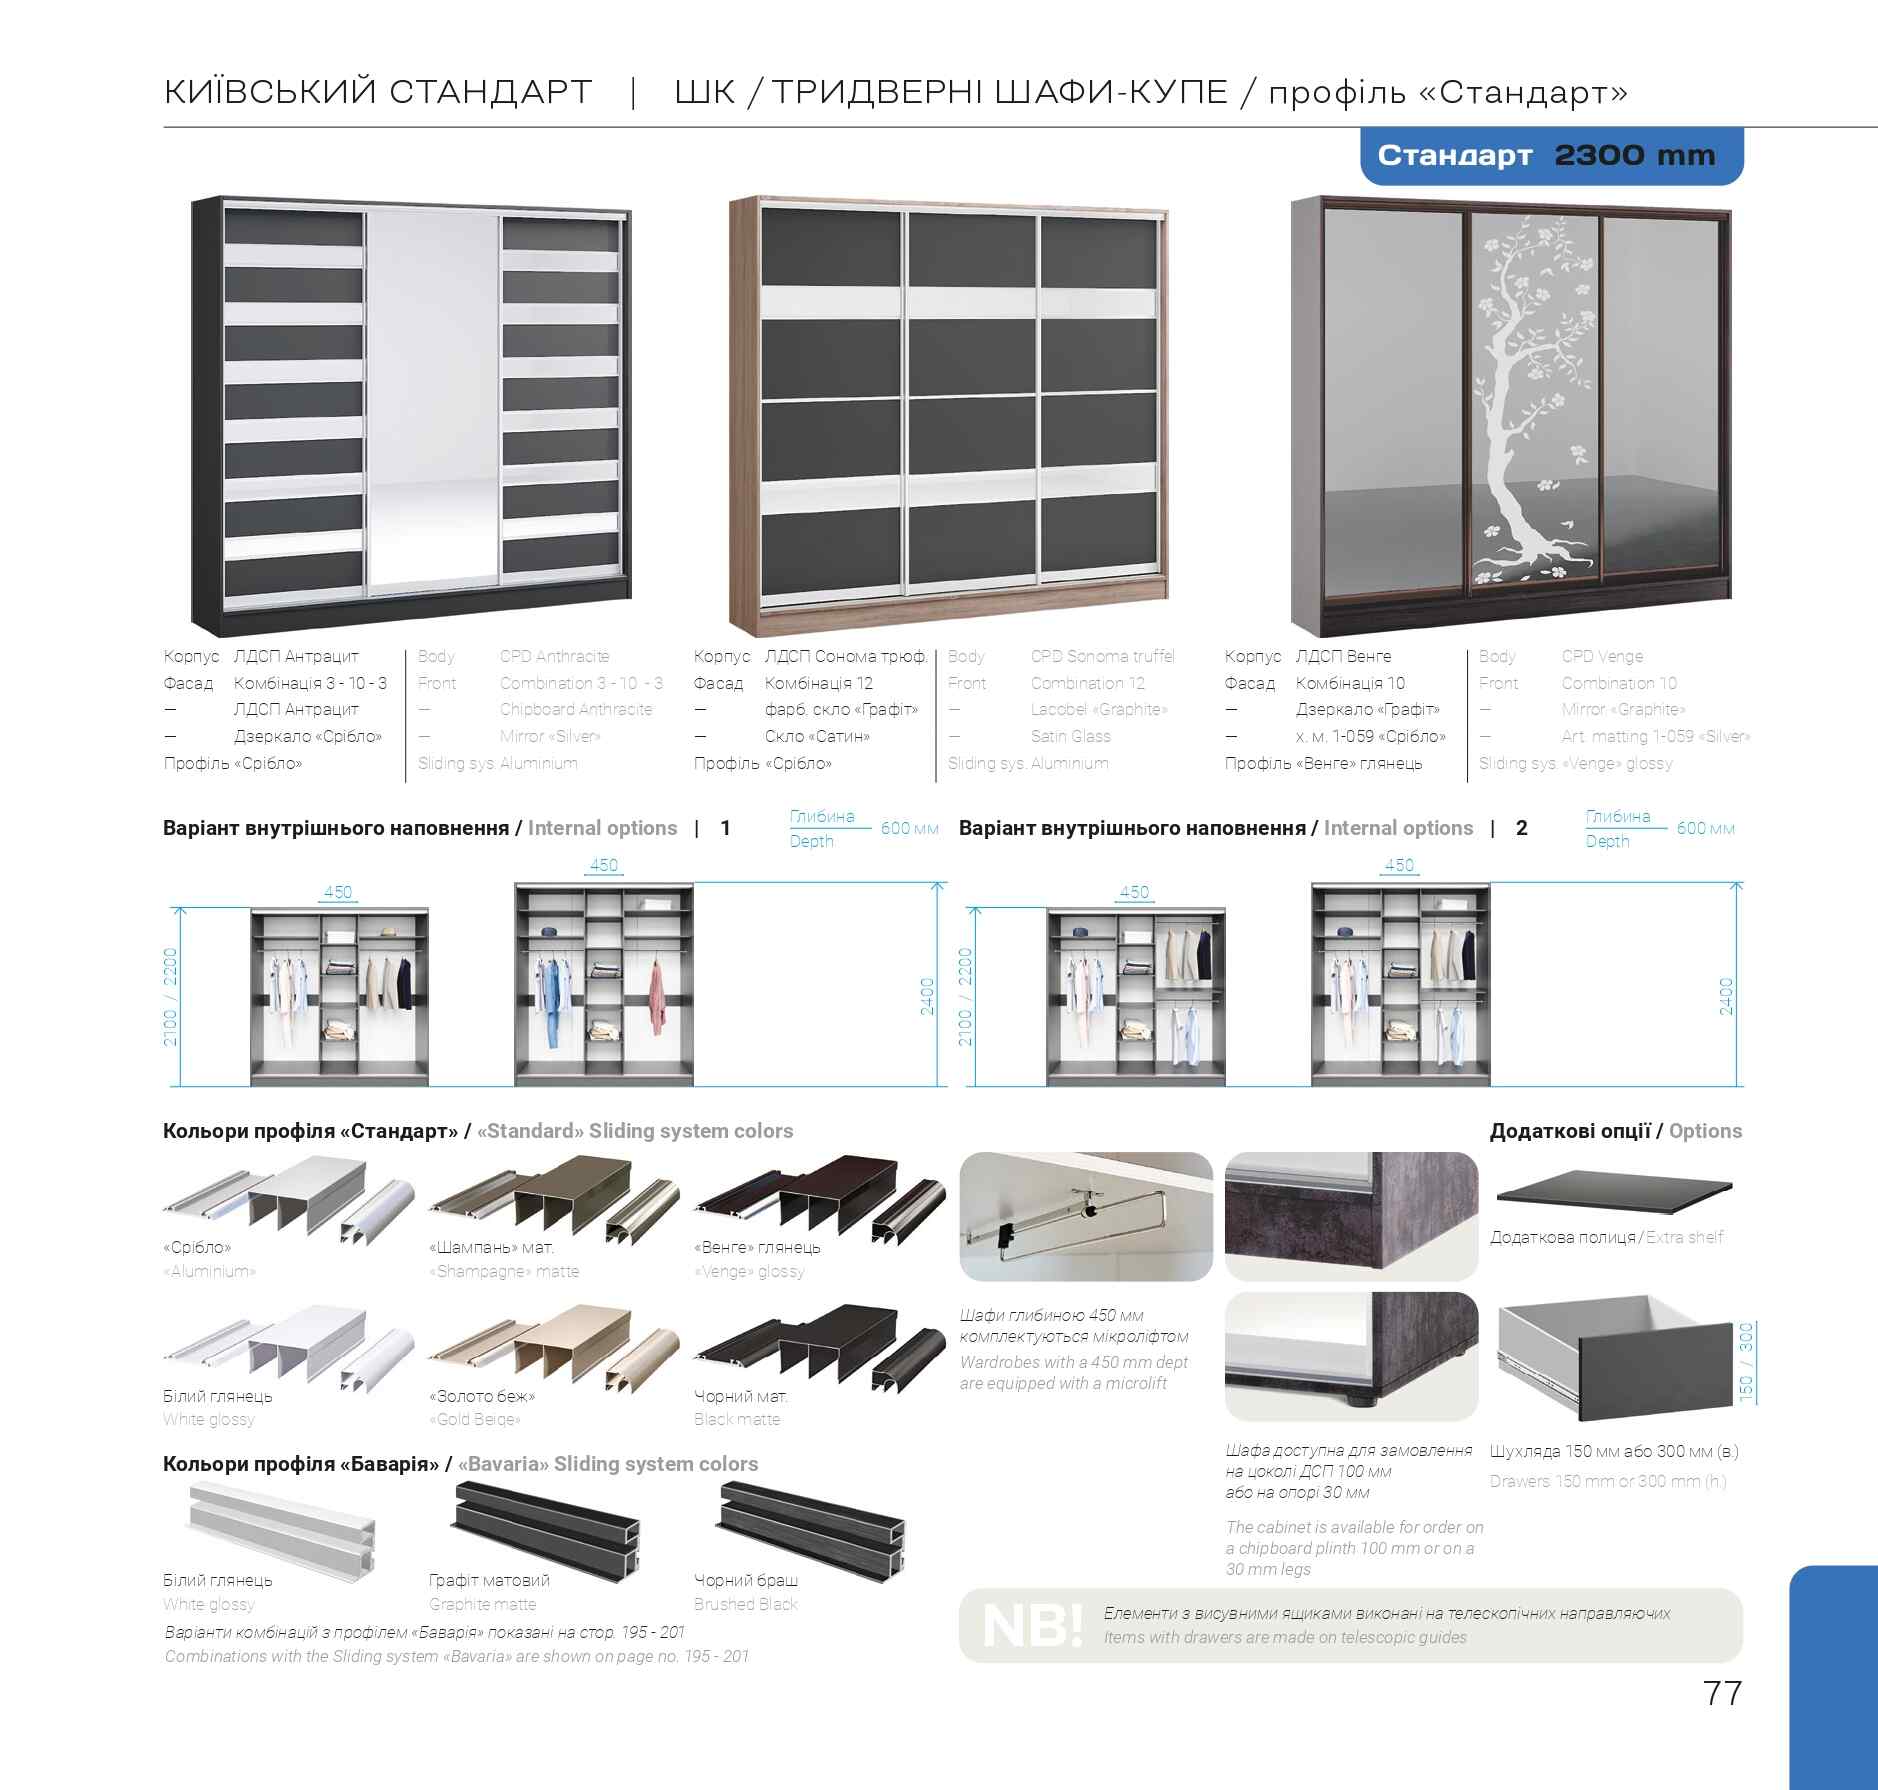 КИЇВСЬКИЙ СТАНДАРТ | ШК / ТРИДВЕРНІ ШАФИ-КУПЕ / профіль «Стандарт»
Стандарт 2300 mm
Корпус ЛДСП Антрацит
Фасад Комбінація 3 - 10 - 3
— ЛДСП Антрацит
— Дзеркало «Срібло»
Профіль «Срібло»
Body CPD Anthracite
Front Combination 3 - 10 - 3
— Chipboard Anthracite
— Mirror «Silver»
Sliding sys. Aluminium
Корпус ЛДСП Сонома трюф.
Фасад Комбінація 12
— фарб. скло «Графіт»
— Скло «Сатин»
Профіль «Срібло»
Body CPD Sonoma truffel
Front Combination 12
— Lacobel «Graphite»
— Satin Glass
Sliding sys. Aluminium
Корпус ЛДСП Венге
Фасад Комбінація 10
— Дзеркало «Графіт»
— х. м. 1-059 «Срібло»
Профіль «Венге» глянець
Body CPD Venge
Front Combination 10
— Mirror «Graphite»
— Art. matting 1-059 «Silver»
Sliding sys. «Venge» glossy
Варіант внутрішнього наповнення / Internal options | 1
Глибина
Depth
600 мм
450
450
2100 / 2200
2400
Варіант внутрішнього наповнення / Internal options | 2
Глибина
Depth
600 мм
450
450
2100 / 2200
2400
Кольори профіля «Стандарт» / «Standard» Sliding system colors
«Срібло»
«Aluminium»
«Шампань» мат.
«Shampagne» matte
«Венге» глянець
«Venge» glossy
Білий глянець
White glossy
«Золото беж»
«Gold Beige»
Чорний мат.
Black matte
Кольори профіля «Баварія» / «Bavaria» Sliding system colors
Білий глянець
White glossy
Графіт матовий
Graphite matte
Чорний браш
Brushed Black
Варіанти комбінацій з профілем «Баварія» показані на стор. 195 - 201
Combinations with the Sliding system «Bavaria» are shown on page no. 195 - 201
Шафи глибиною 450 мм
комплектуються мікроліфтом
Wardrobes with a 450 mm dept
are equipped with a microlift
Шафа доступна для замовлення
на цоколі ДСП 100 мм
або на опорі 30 мм
The cabinet is available for order on
a chipboard plinth 100 mm or on a
30 mm legs
Додаткові опції / Options
Додаткова полиця / Extra shelf
150 / 300
Шухляда 150 мм або 300 мм (в.)
Drawers 150 mm or 300 mm (h.)
NB!
Елементи з висувними ящиками виконані на телескопічних направляючих
Items with drawers are made on telescopic guides
77